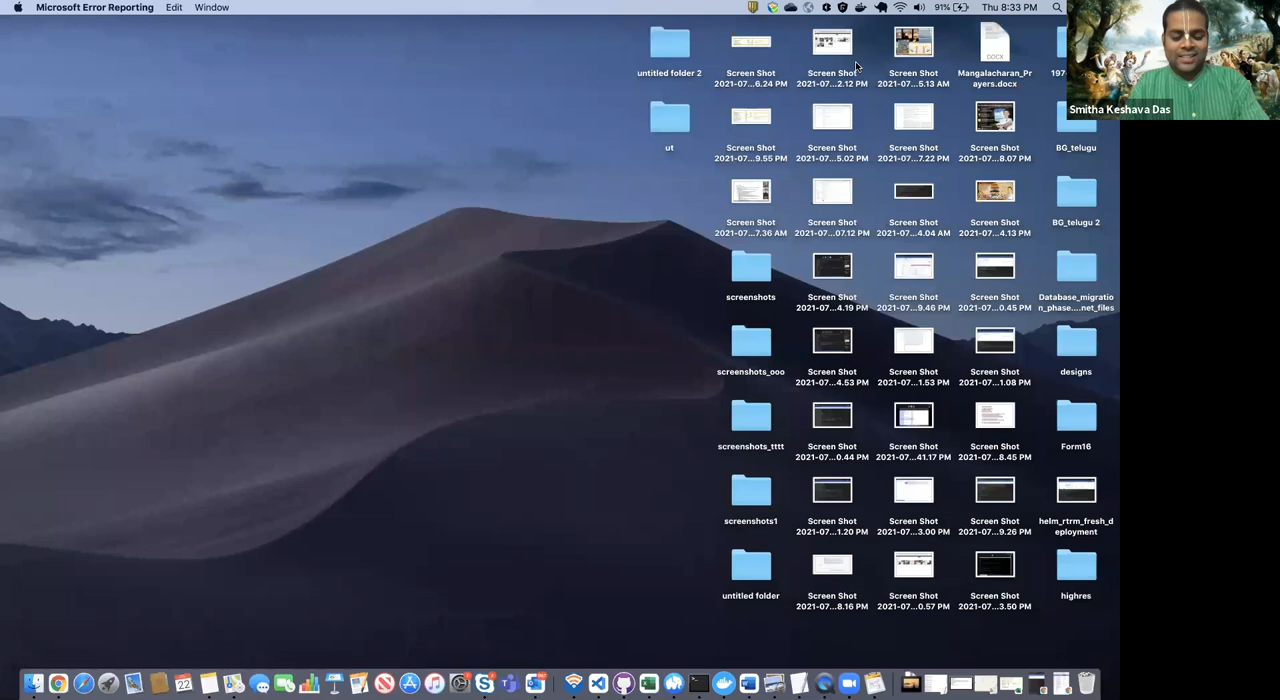 Microsoft Error Reporting Edit Window
91% Thu 8:33 PM
untitled folder 2
Screen Shot
2021-07...6.24 PM
Screen Shot
2021-07...2.12 PM
Screen Shot
2021-07...5.13 AM
Mangalacharan_Pr
ayers.docx
DOCX
197
Smitha Keshava Das
ut
Screen Shot
2021-07...9.55 PM
Screen Shot
2021-07...5.02 PM
Screen Shot
2021-07...7.22 PM
Screen Shot
2021-07...8.07 PM
BG_telugu
Screen Shot
2021-07...7.36 AM
Screen Shot
2021-07...07.12 PM
Screen Shot
2021-07...4.04 AM
Screen Shot
2021-07...4.13 PM
BG_telugu 2
screenshots
Screen Shot
2021-07...4.19 PM
Screen Shot
2021-07...9.46 PM
Screen Shot
2021-07...0.45 PM
Database_migratio
n_phase....net_files
screenshots_ooo
Screen Shot
2021-07...4.53 PM
Screen Shot
2021-07...1.53 PM
Screen Shot
2021-07...1.08 PM
designs
screenshots_tttt
Screen Shot
2021-07...0.44 PM
Screen Shot
2021-07...41.17 PM
Screen Shot
2021-07...8.45 PM
Form16
screenshots1
Screen Shot
2021-07...1.20 PM
Screen Shot
2021-07...3.00 PM
Screen Shot
2021-07...9.26 PM
helm_rtrm_fresh_d
eployment
untitled folder
Screen Shot
2021-07...8.16 PM
Screen Shot
2021-07...0.57 PM
Screen Shot
2021-07...3.50 PM
highres
22